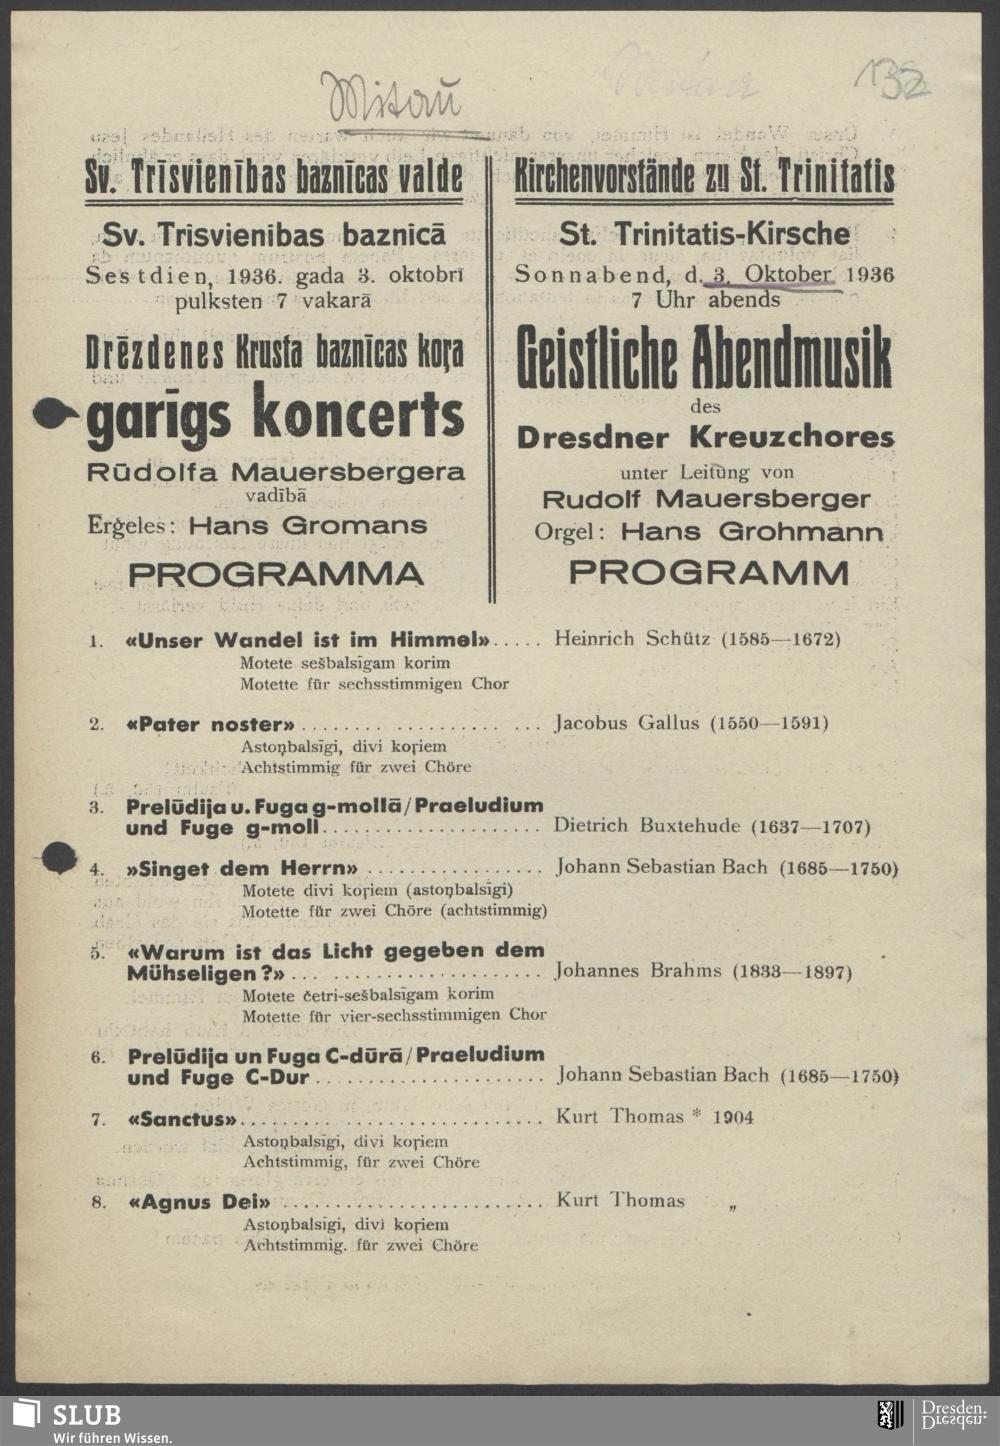 Mitau
132
Sv. Trīsvienības baznīcas valde
Sv. Trīsvienības baznīcā
Sestdien, 1936. gada 3. oktobrī
pulksten 7 vakarā
Drēzdenes Krusta baznīcas koŗa
garīgs koncerts
Rūdolfa Mauersbergera
vadībā
Ērģeles: Hans Gromans
PROGRAMMA
Kirchenvorstände zu St. Trinitatis
St. Trinitatis-Kirsche
Sonnabend, d. 3. Oktober 1936
7 Uhr abends
Geistliche Abendmusik
des
Dresdner Kreuzchores
unter Leitung von
Rudolf Mauersberger
Orgel: Hans Grohmann
PROGRAMM
1. «Unser Wandel ist im Himmel»..... Heinrich Schütz (1585—1672)
Motete sešbalsīgam korim
Motette für sechsstimmigen Chor
2. «Pater noster»........................ Jacobus Gallus (1550—1591)
Astoņbalsīgi, divi koŗiem
Achtstimmig für zwei Chöre
3. Prelūdija u. Fuga g-mollā/Praeludium
und Fuge g-moll...................... Dietrich Buxtehude (1637—1707)
4. »Singet dem Herrn» .................. Johann Sebastian Bach (1685—1750)
Motete divi koŗiem (astoņbalsīgi)
Motette für zwei Chöre (achtstimmig)
5. «Warum ist das Licht gegeben dem
Mühseligen?»... ..................... Johannes Brahms (1833—1897)
Motete četri-sešbalsīgam korim
Motette für vier-sechsstimmigen Chor
6. Prelūdija un Fuga C-dūrā/Praeludium
und Fuge C-Dur....................... Johann Sebastian Bach (1685—1750)
7. «Sanctus».............................. Kurt Thomas * 1904
Astoņbalsīgi, divi koŗiem
Achtstimmig, für zwei Chöre
8. «Agnus Dei» .......................... Kurt Thomas „
Astoņbalsīgi, divi koŗiem
Achtstimmig. für zwei Chöre
SLUB
Wir führen Wissen.
Dresden.
Dresden.